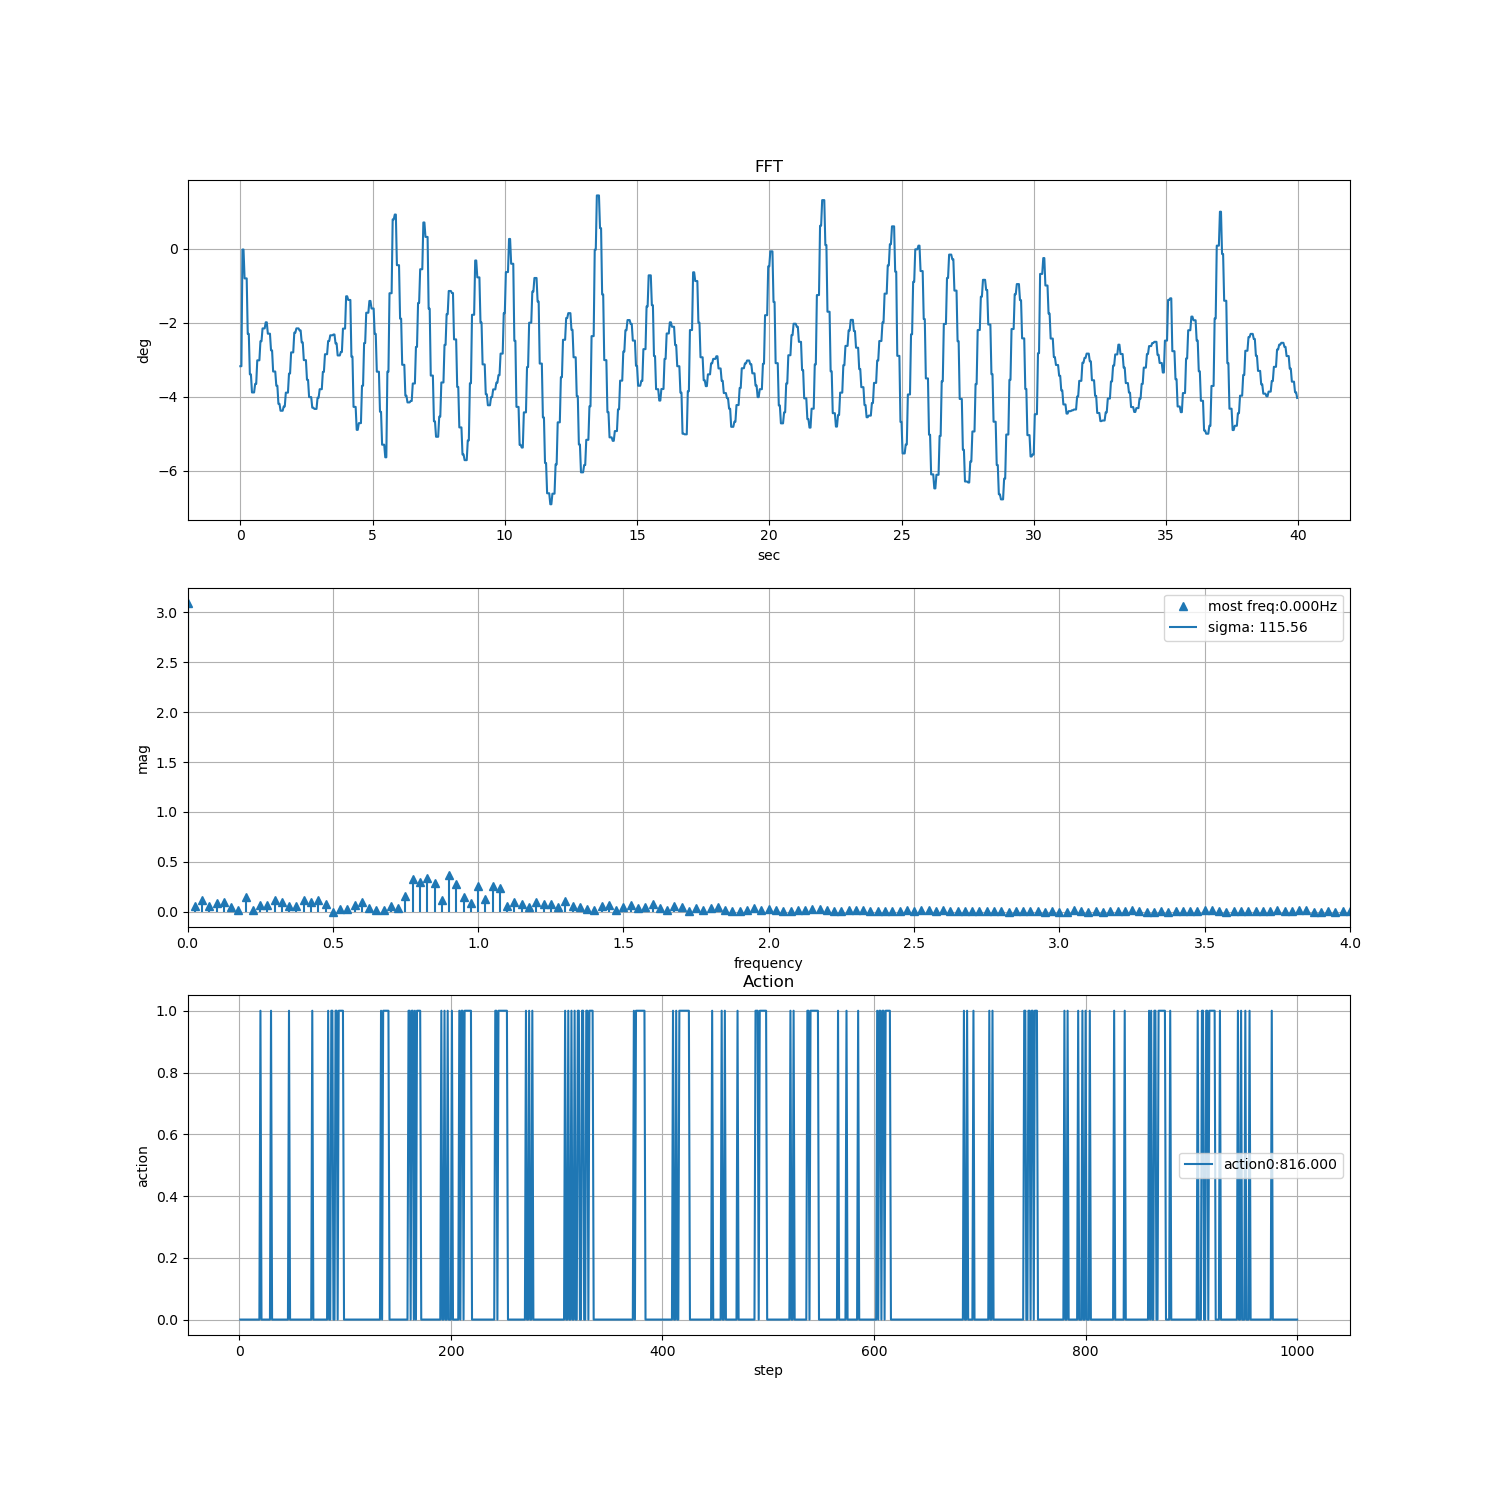 FFT
0
−2
−4
−6
deg
0 5 10 15 20 25 30 35 40
sec
most freq:0.000Hz
sigma: 115.56
3.0
2.5
2.0
1.5
1.0
0.5
0.0
mag
0.0 0.5 1.0 1.5 2.0 2.5 3.0 3.5 4.0
frequency
Action
1.0
0.8
0.6
0.4
0.2
0.0
action
action0:816.000
0 200 400 600 800 1000
step